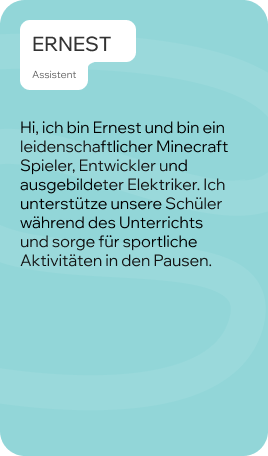 ERNEST
Assistent
Hi, ich bin Ernest und bin ein
leidenschaftlicher Minecraft
Spieler, Entwickler und
ausgebildeter Elektriker. Ich
unterstütze unsere Schüler
während des Unterrichts
und sorge für sportliche
Aktivitäten in den Pausen.